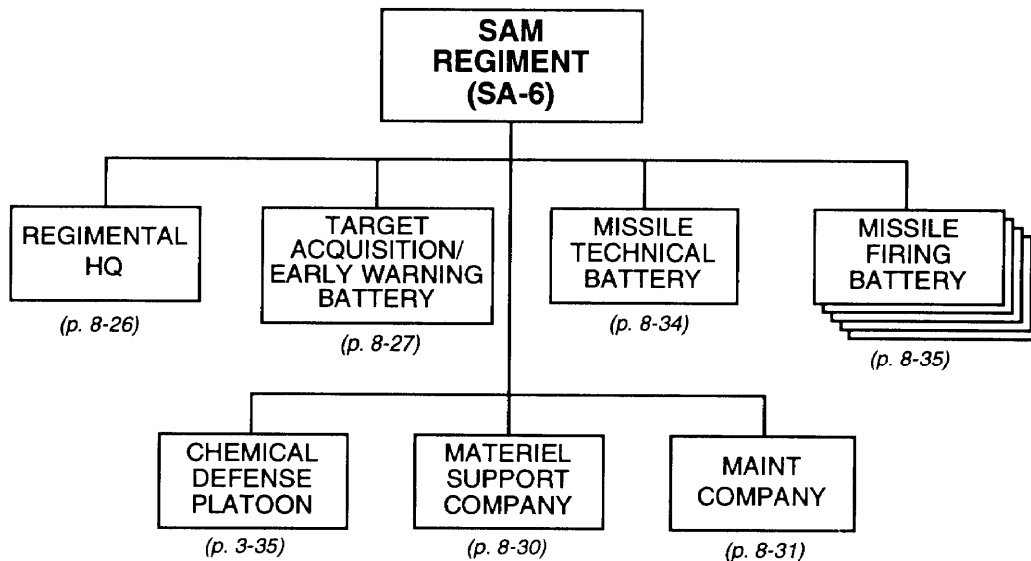 SAM
REGIMENT
(SA-6)
REGIMENTAL
HQ
(p. 8-26)
TARGET
ACQUISITION/
EARLY WARNING
BATTERY
(p. 8-27)
MISSILE
TECHNICAL
BATTERY
(p. 8-34)
MISSILE
FIRING
BATTERY
(p. 8-35)
CHEMICAL
DEFENSE
PLATOON
(p. 3-35)
MATERIEL
SUPPORT
COMPANY
(p. 8-30)
MAINT
COMPANY
(p. 8-31)